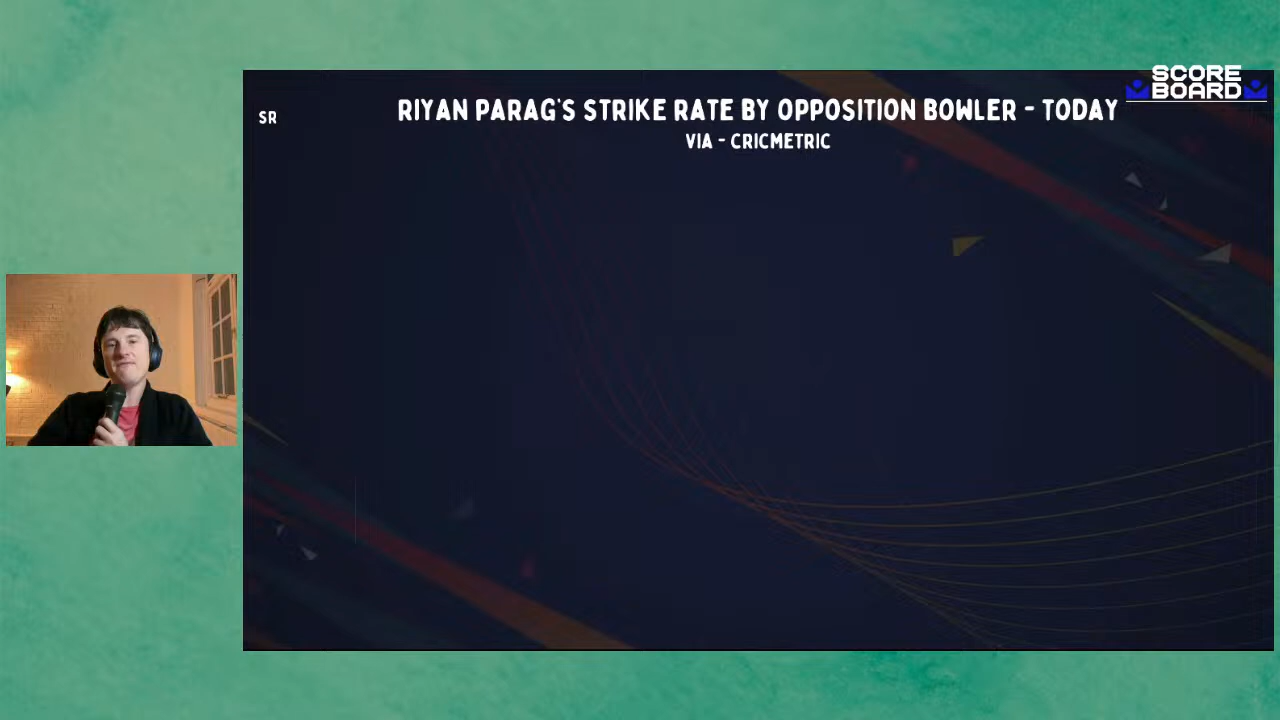 SCORE
BOARD
RIYAN PARAG'S STRIKE RATE BY OPPOSITION BOWLER - TODAY
SR
VIA - CRICMETRIC